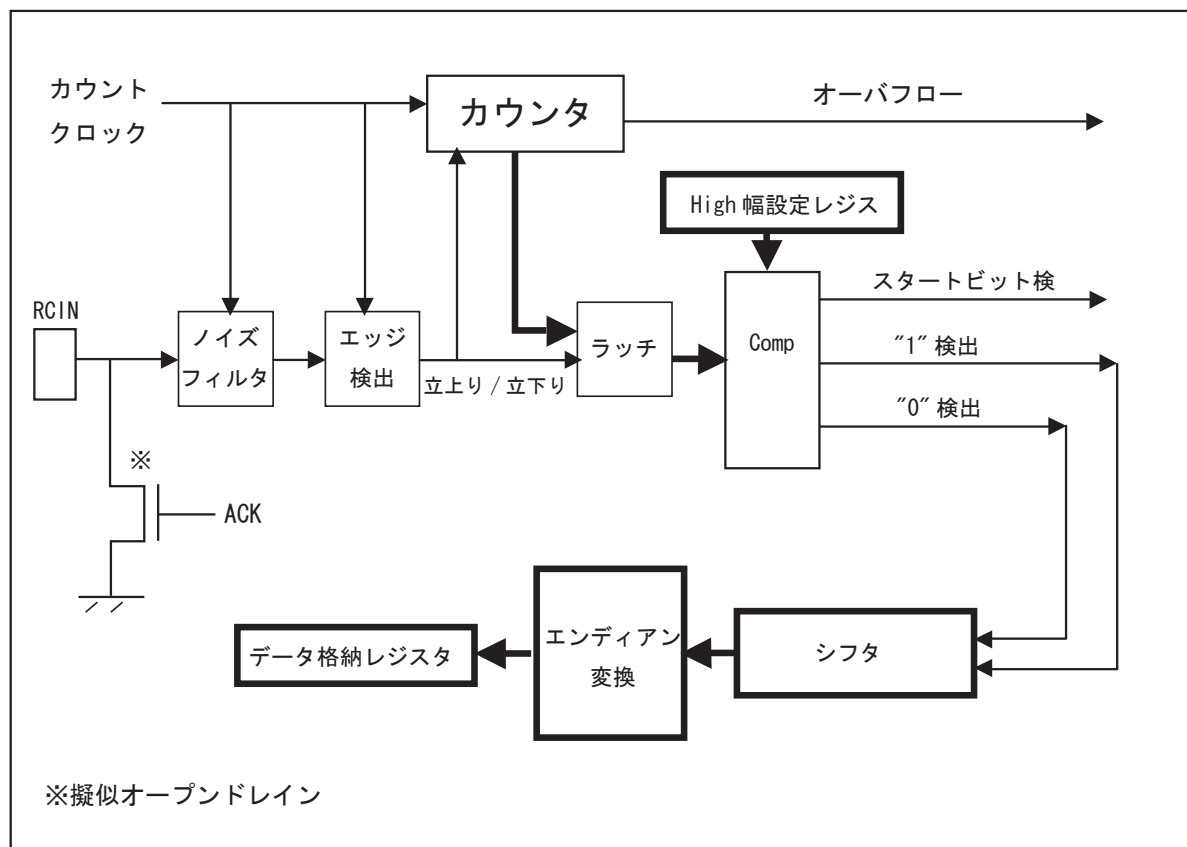 カウント
クロック
カウンタ
オーバフロー
High 幅設定レジス
スタートビット検
RCIN
ノイズ
フィルタ
エッジ
検出
立上り / 立下り
ラッチ
Comp
"1" 検出
"0" 検出
※
ACK
データ格納レジスタ
エンディアン
変換
シフタ
※擬似オープンドレイン